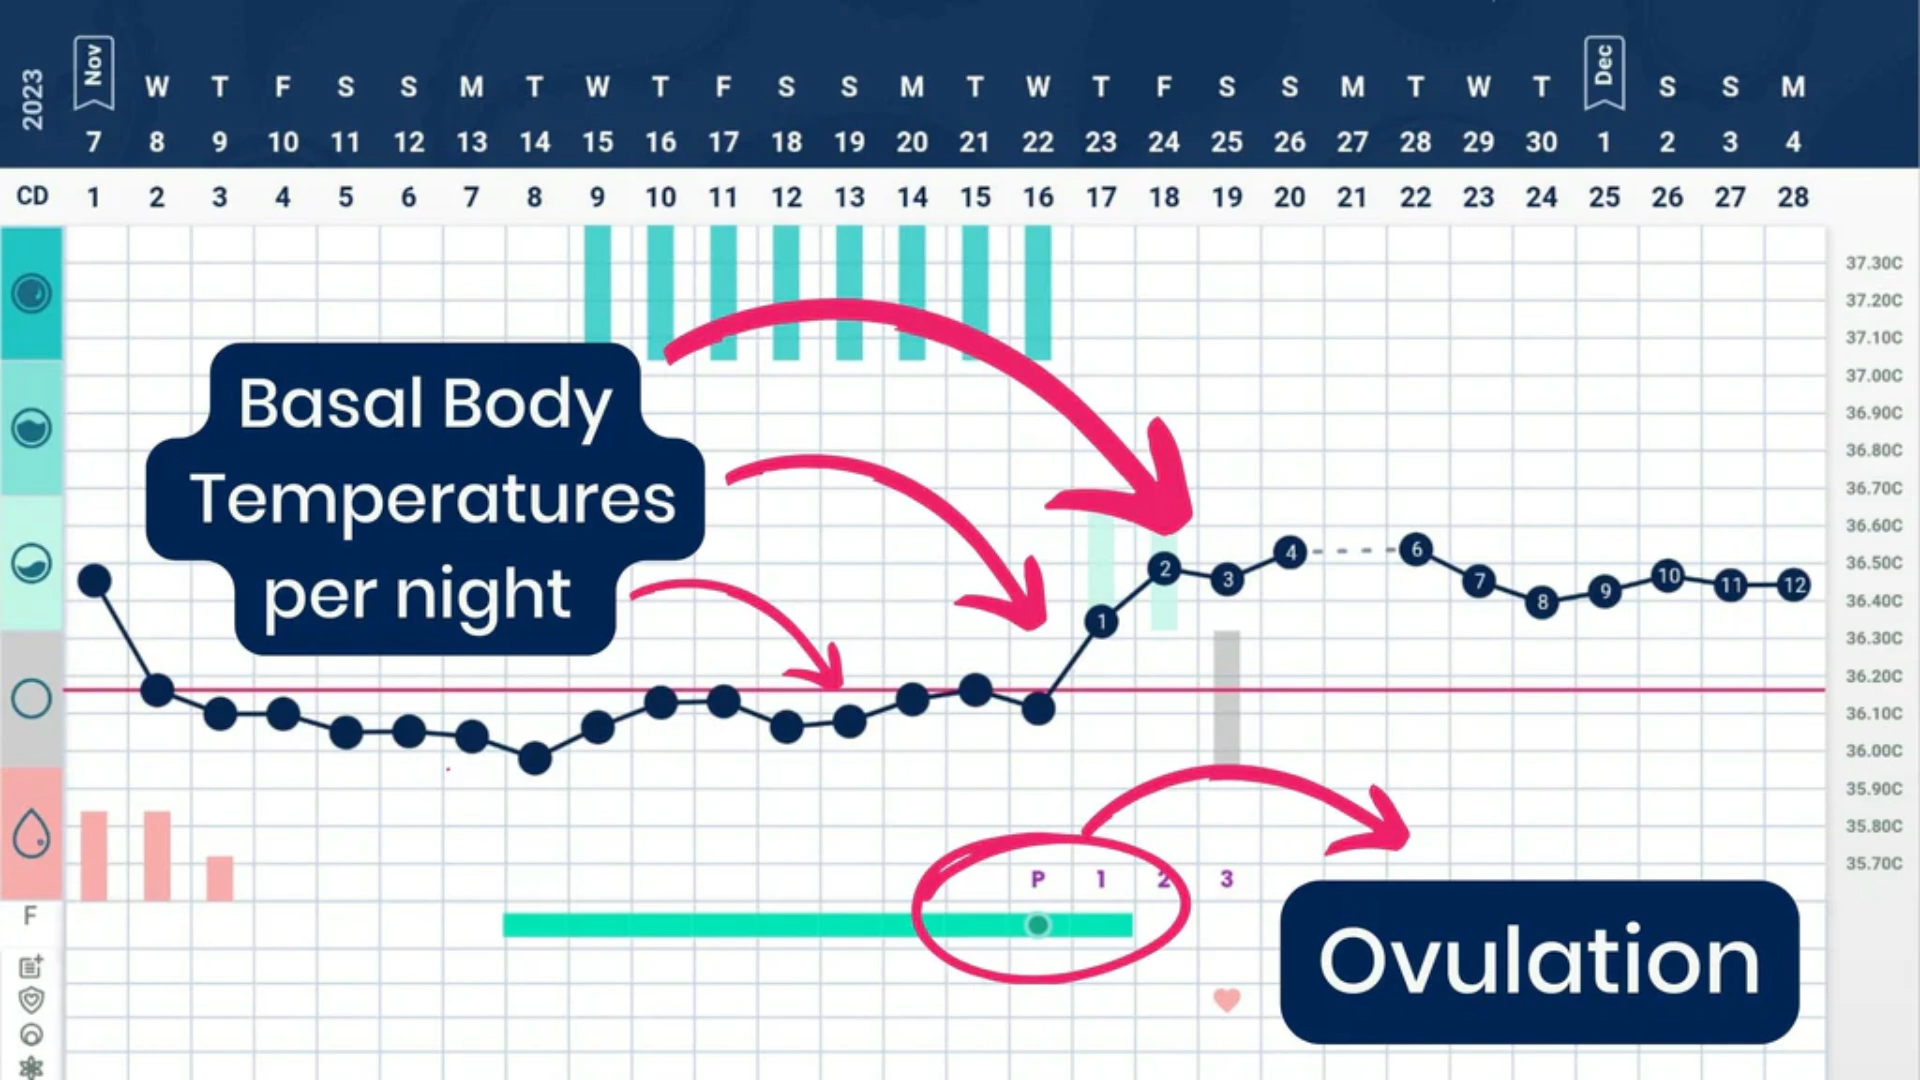 2023
Nov W T F S S M T W T F S S M T W T F S S M T W T Dec S S M
7 8 9 10 11 12 13 14 15 16 17 18 19 20 21 22 23 24 25 26 27 28 29 30 1 2 3 4
CD 1 2 3 4 5 6 7 8 9 10 11 12 13 14 15 16 17 18 19 20 21 22 23 24 25 26 27 28
37.30C
37.20C
37.10C
37.00C
36.90C
36.80C
36.70C
36.60C
36.50C
36.40C
36.30C
36.20C
36.10C
36.00C
35.90C
35.80C
35.70C
Basal Body
Temperatures
per night
1 2 3 4 6 7 8 9 10 11 12
P 1 2 3
F
Ovulation